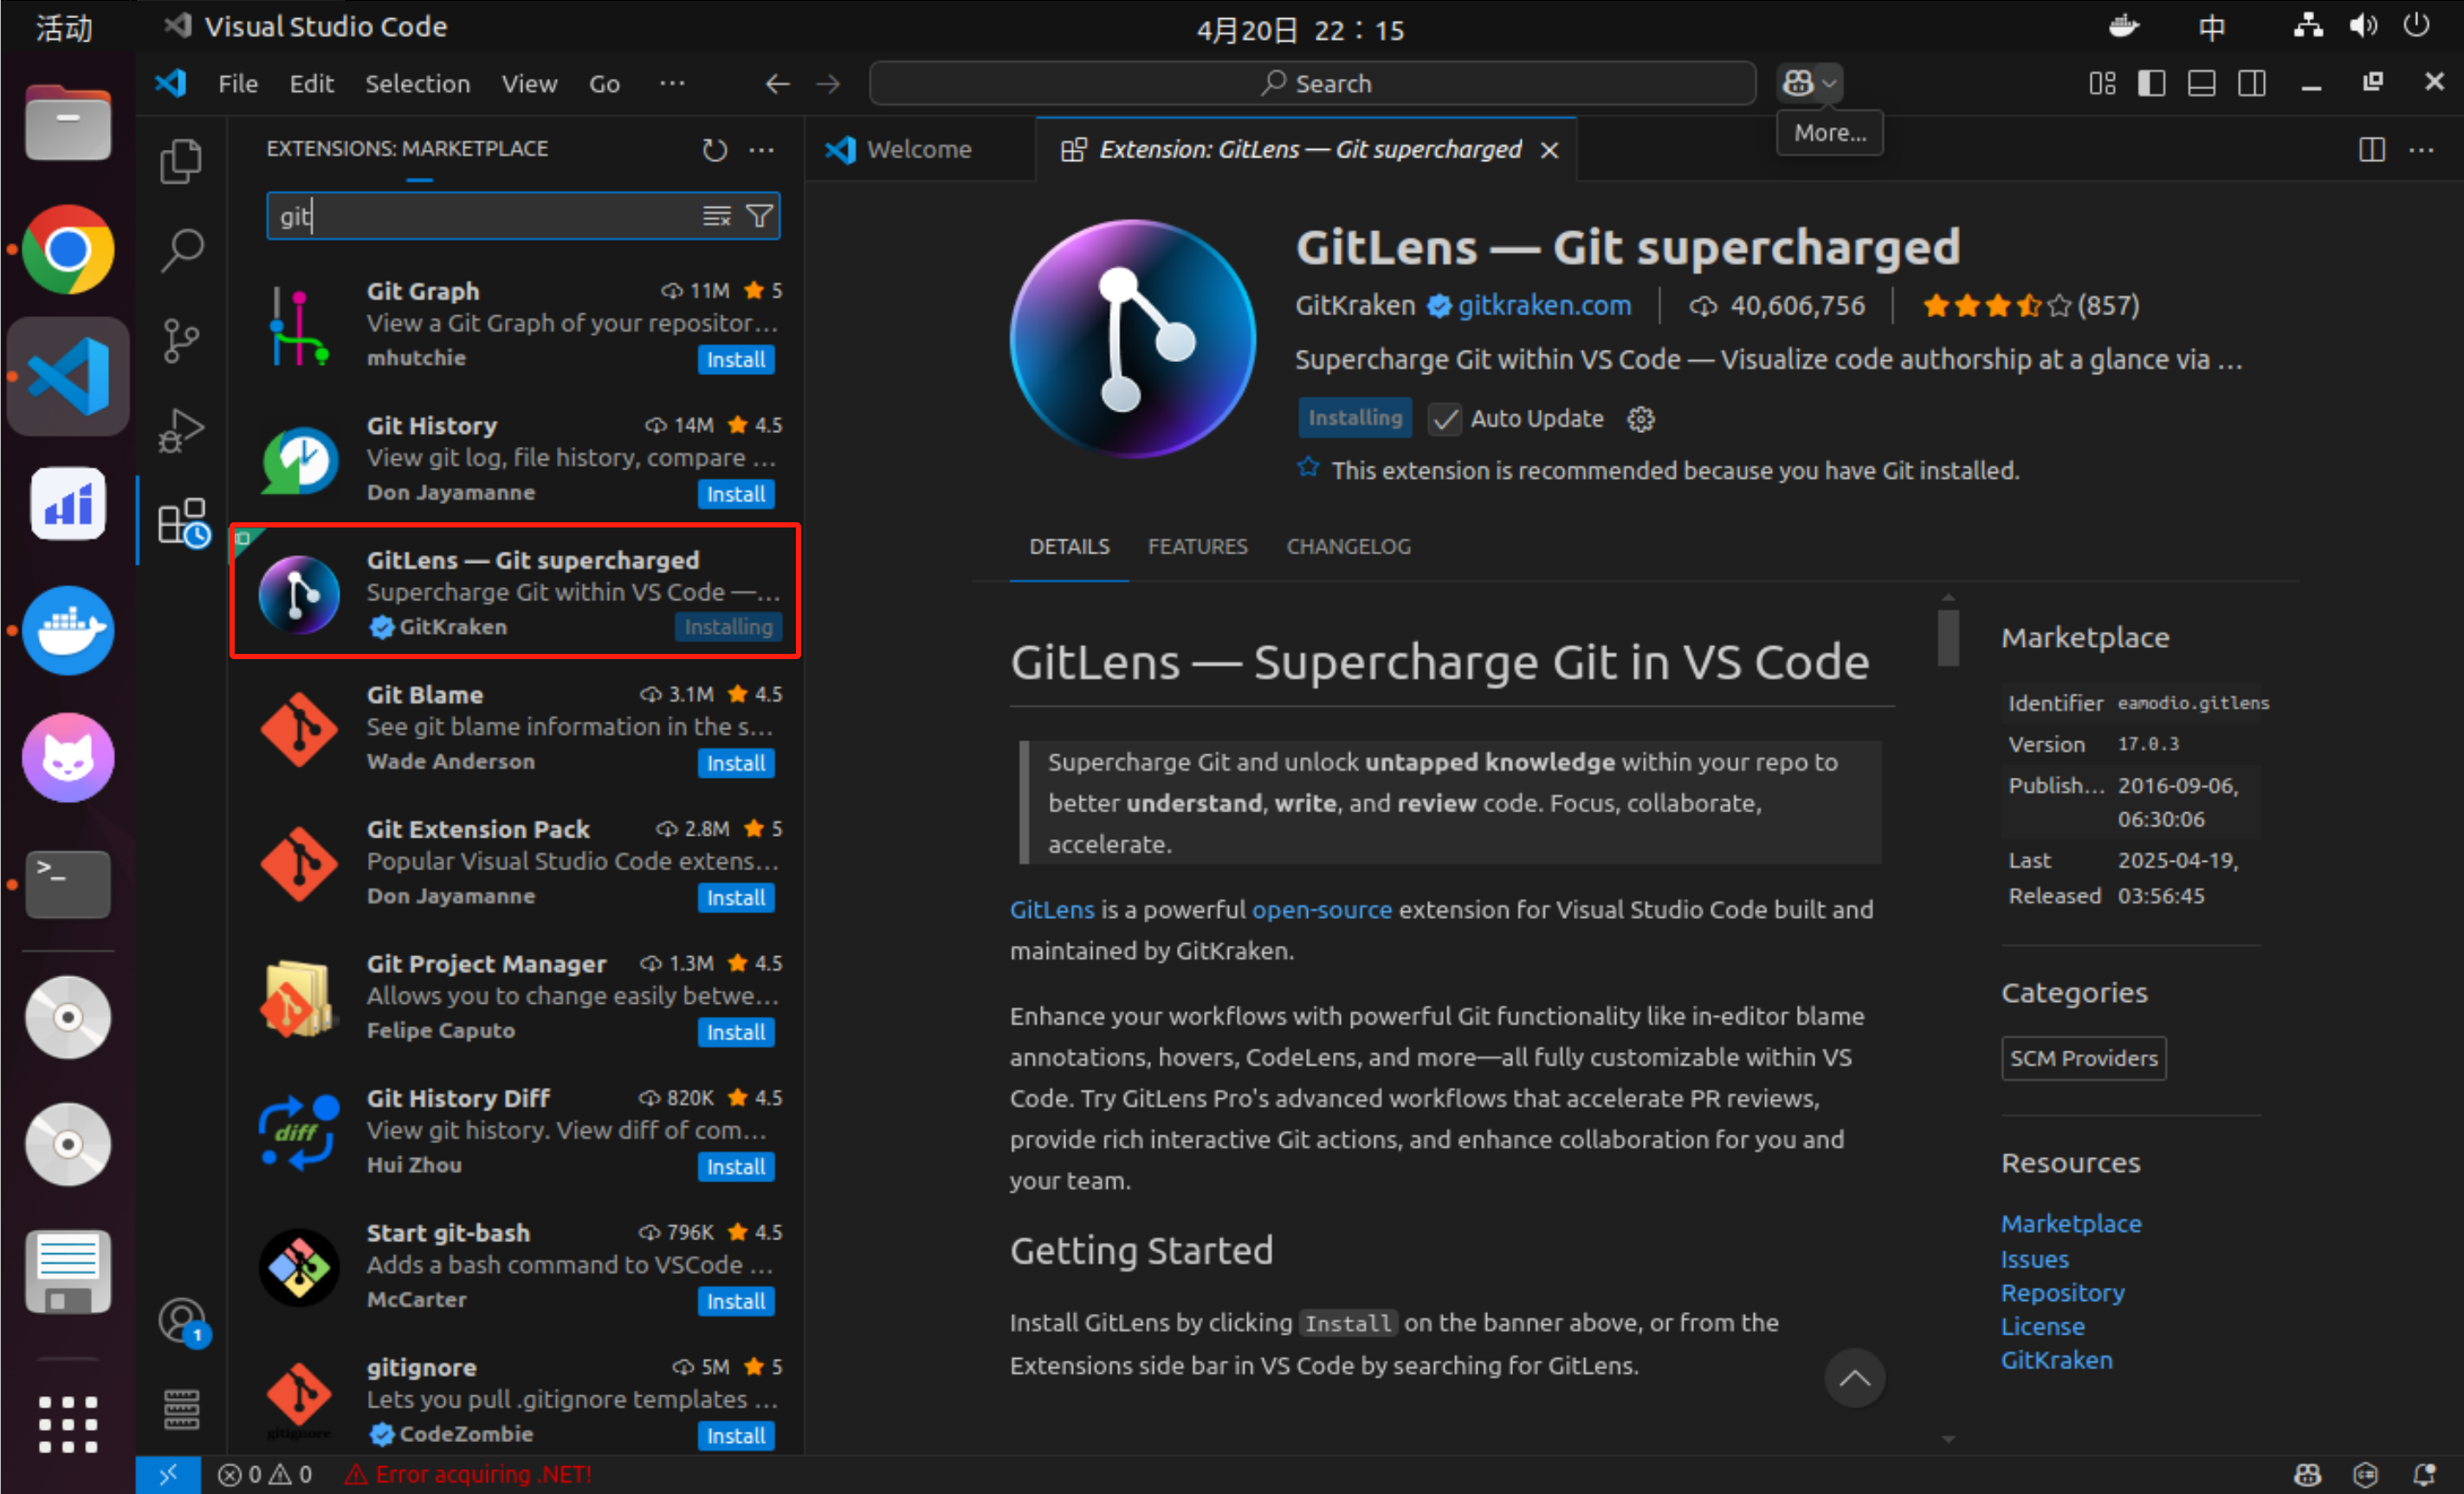 活动
Visual Studio Code
4月20日 22：15
中
File Edit Selection View Go ···
Search
More...
EXTENSIONS: MARKETPLACE
git
Git Graph 11M 5
View a Git Graph of your repositor...
mhutchie Install
Git History 14M 4.5
View git log, file history, compare ...
Don Jayamanne Install
GitLens — Git supercharged
Supercharge Git within VS Code —...
GitKraken Installing
Git Blame 3.1M 4.5
See git blame information in the s...
Wade Anderson Install
Git Extension Pack 2.8M 5
Popular Visual Studio Code extens...
Don Jayamanne Install
Git Project Manager 1.3M 4.5
Allows you to change easily betwe...
Felipe Caputo Install
Git History Diff 820K 4.5
diff
View git history. View diff of com...
Hui Zhou Install
Start git-bash 796K 4.5
Adds a bash command to VSCode ...
McCarter Install
gitignore 5M 5
Lets you pull .gitignore templates ...
gitignore
CodeZombie Install
Welcome
Extension: GitLens — Git supercharged
GitLens — Git supercharged
GitKraken gitkraken.com 40,606,756 (857)
Supercharge Git within VS Code — Visualize code authorship at a glance via ...
Installing Auto Update
This extension is recommended because you have Git installed.
DETAILS FEATURES CHANGELOG
GitLens — Supercharge Git in VS Code
Supercharge Git and unlock untapped knowledge within your repo to
better understand, write, and review code. Focus, collaborate,
accelerate.
GitLens is a powerful open-source extension for Visual Studio Code built and
maintained by GitKraken.
Enhance your workflows with powerful Git functionality like in-editor blame
annotations, hovers, CodeLens, and more—all fully customizable within VS
Code. Try GitLens Pro's advanced workflows that accelerate PR reviews,
provide rich interactive Git actions, and enhance collaboration for you and
your team.
Getting Started
Install GitLens by clicking Install on the banner above, or from the
Extensions side bar in VS Code by searching for GitLens.
Marketplace
Identifier eamodio.gitlens
Version 17.0.3
Publish... 2016-09-06,
06:30:06
Last 2025-04-19,
Released 03:56:45
Categories
SCM Providers
Resources
Marketplace
Issues
Repository
License
GitKraken
1
0 0 Error acquiring .NET!